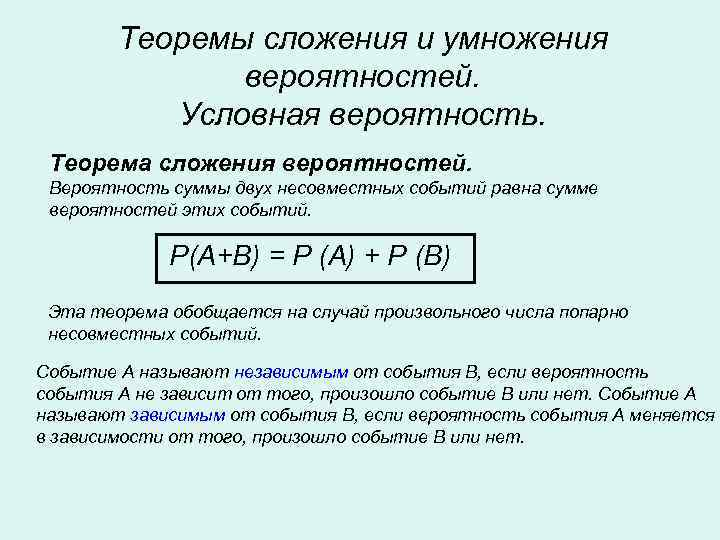 Теоремы сложения и умножения
вероятностей.
Условная вероятность.
Теорема сложения вероятностей.
Вероятность суммы двух несовместных событий равна сумме
вероятностей этих событий.
P(A+B) = P (A) + P (B)
Эта теорема обобщается на случай произвольного числа попарно
несовместных событий.
Событие А называют независимым от события В, если вероятность
события А не зависит от того, произошло событие В или нет. Событие А
называют зависимым от события В, если вероятность события А меняется
в зависимости от того, произошло событие В или нет.